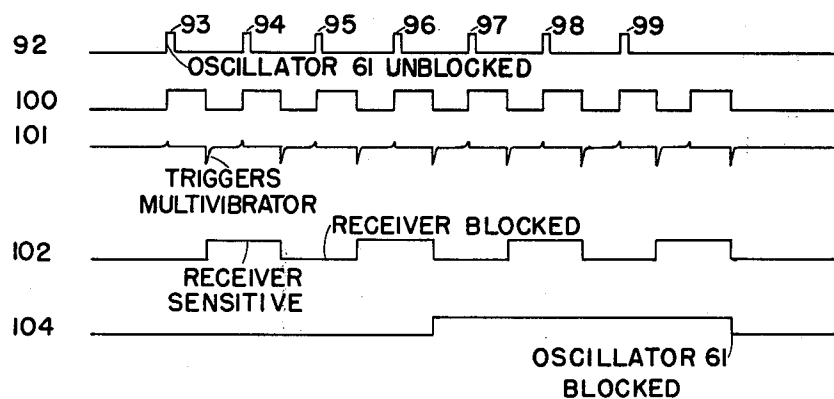 93 94 95 96 97 98 99
92
OSCILLATOR 61 UNBLOCKED
100
101
TRIGGERS
MULTIVIBRATOR
RECEIVER BLOCKED
102
RECEIVER
SENSITIVE
104
OSCILLATOR 61
BLOCKED